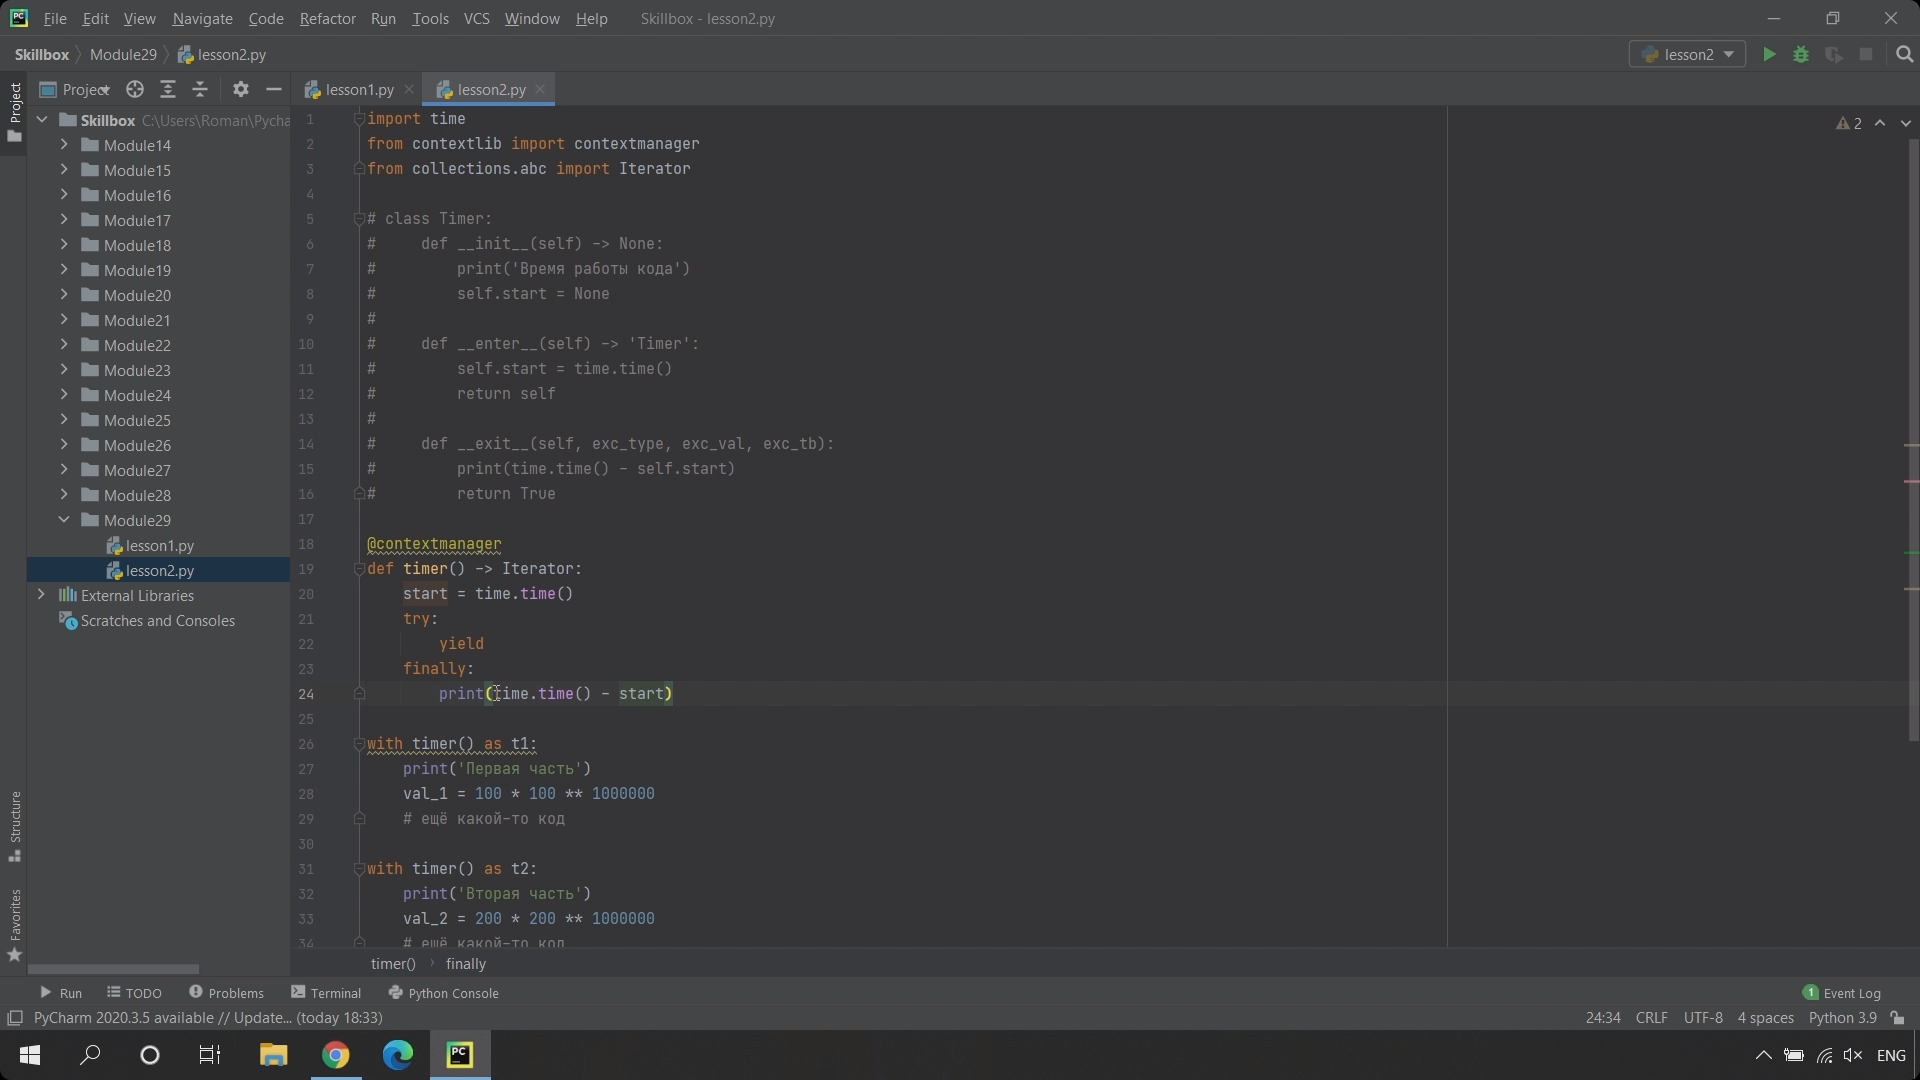 PC File Edit View Navigate Code Refactor Run Tools VCS Window Help Skillbox - lesson2.py
Skillbox Module29 lesson2.py lesson2
Project Project lesson1.py lesson2.py
Skillbox C:\Users\Roman\Pycha
Module14
Module15
Module16
Module17
Module18
Module19
Module20
Module21
Module22
Module23
Module24
Module25
Module26
Module27
Module28
Module29
lesson1.py
lesson2.py
External Libraries
Scratches and Consoles
2
1 import time
2 from contextlib import contextmanager
3 from collections.abc import Iterator
4
5 # class Timer:
6 #     def __init__(self) -> None:
7 #         print('Время работы кода')
8 #         self.start = None
9 #
10 #     def __enter__(self) -> 'Timer':
11 #         self.start = time.time()
12 #         return self
13 #
14 #     def __exit__(self, exc_type, exc_val, exc_tb):
15 #         print(time.time() - self.start)
16 #         return True
17
18 @contextmanager
19 def timer() -> Iterator:
20     start = time.time()
21     try:
22         yield
23     finally:
24         print(time.time() - start)
25
26 with timer() as t1:
27     print('Первая часть')
28     val_1 = 100 * 100 ** 1000000
29     # ещё какой-то код
30
31 with timer() as t2:
32     print('Вторая часть')
33     val_2 = 200 * 200 ** 1000000
34     # ещё какой-то код
Structure
Favorites
timer() finally
Run TODO Problems Terminal Python Console 1 Event Log
PyCharm 2020.3.5 available // Update... (today 18:33) 24:34 CRLF UTF-8 4 spaces Python 3.9
PC ENG